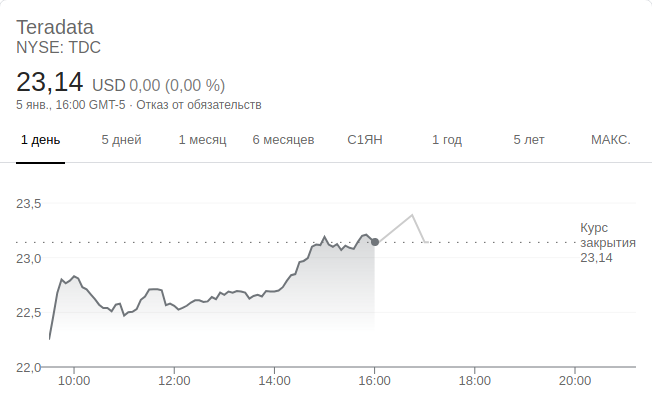 Teradata
NYSE: TDC
23,14 USD 0,00 (0,00 %)
5 янв., 16:00 GMT-5 · Отказ от обязательств
1 день 5 дней 1 месяц 6 месяцев С1ЯН 1 год 5 лет МАКС.
23,5
Курс
закрытия
23,14
23,0
22,5
22,0
10:00 12:00 14:00 16:00 18:00 20:00